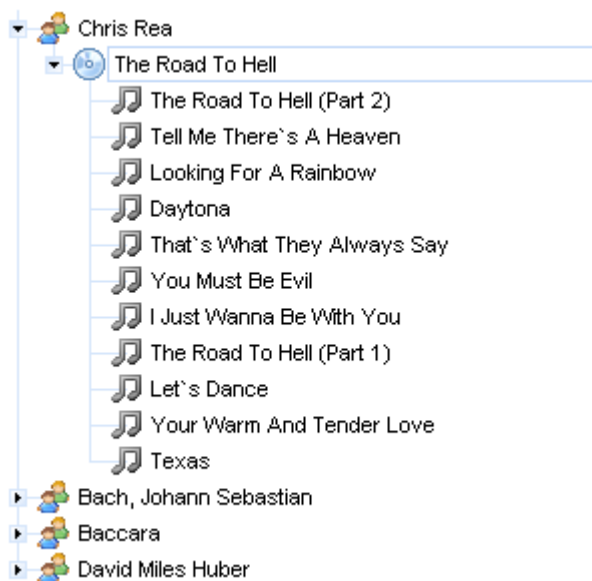 Chris Rea
The Road To Hell
The Road To Hell (Part 2)
Tell Me There`s A Heaven
Looking For A Rainbow
Daytona
That`s What They Always Say
You Must Be Evil
I Just Wanna Be With You
The Road To Hell (Part 1)
Let`s Dance
Your Warm And Tender Love
Texas
Bach, Johann Sebastian
Baccara
David Miles Huber